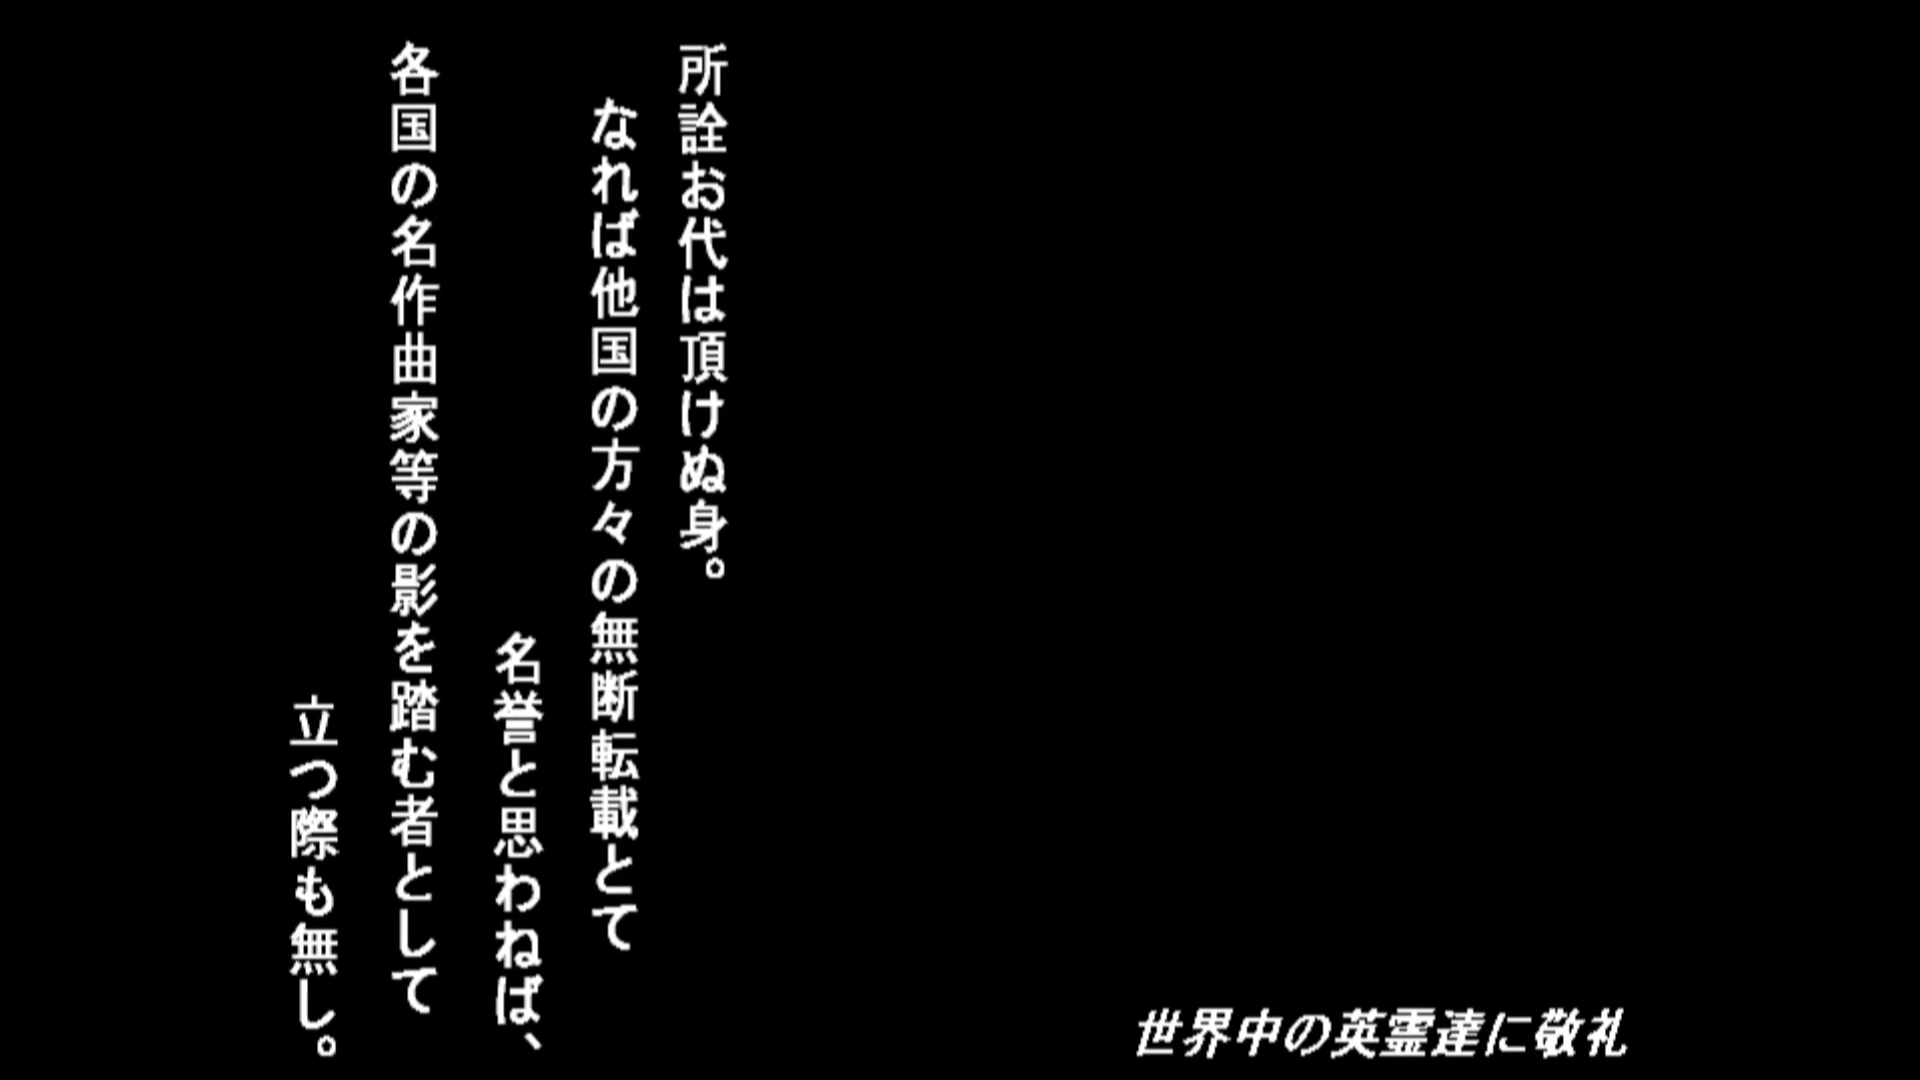 所詮お代は頂けぬ身。
なれば他国の方々の無断転載とて
名誉と思わねば、
各国の名作曲家等の影を踏む者として
立つ際も無し。
世界中の英霊達に敬礼